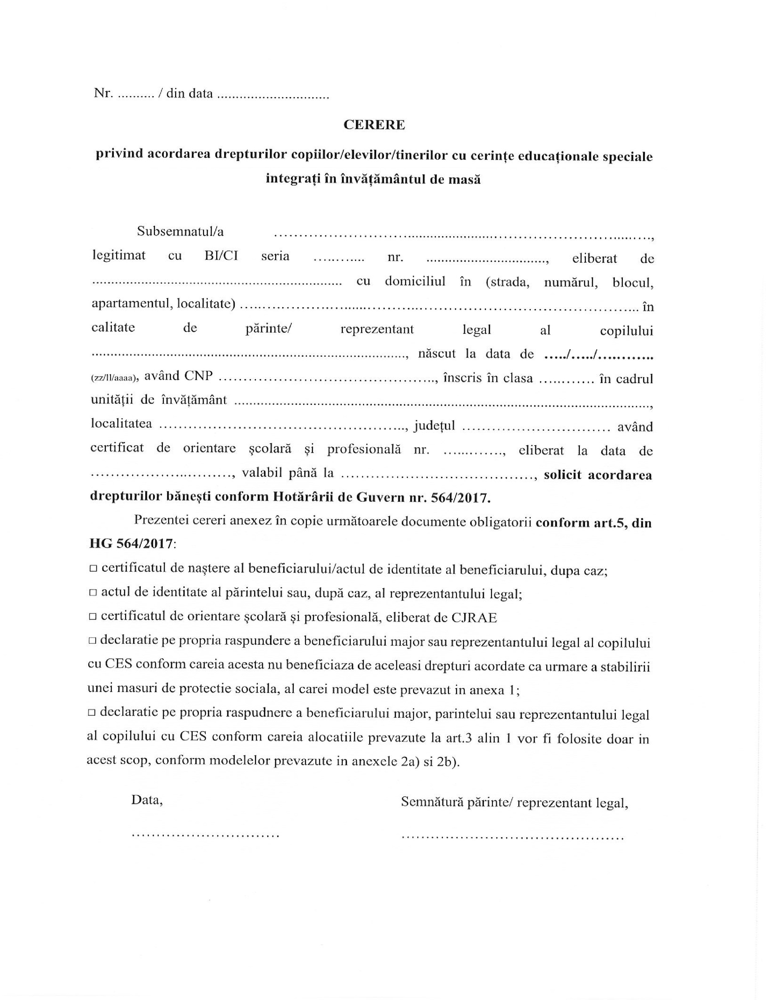 Nr. .......... / din data ..............................
CERERE
privind acordarea drepturilor copiilor/elevilor/tinerilor cu cerințe educaționale speciale
integrați în învățământul de masă
Subsemnatul/a ..............................................................................................,
legitimat cu BI/CI seria ............ nr. ................................, eliberat de
.................................................................. cu domiciliul în (strada, numărul, blocul,
apartamentul, localitate) ........................................................................................ în
calitate de părinte/ reprezentant legal al copilului
...................................................................................., născut la data de ...../...../............
(zz/ll/aaaa), având CNP ............................................, înscris în clasa ............ în cadrul
unității de învățământ ..............................................................................................................,
localitatea .................................................., județul .............................. având
certificat de orientare școlară și profesională nr. ............., eliberat la data de
............................., valabil până la ......................................., solicit acordarea
drepturilor bănești conform Hotărârii de Guvern nr. 564/2017.
Prezentei cereri anexez în copie următoarele documente obligatorii conform art.5, din
HG 564/2017:
□ certificatul de naștere al beneficiarului/actul de identitate al beneficiarului, dupa caz;
□ actul de identitate al părintelui sau, după caz, al reprezentantului legal;
□ certificatul de orientare școlară și profesională, eliberat de CJRAE
□ declaratie pe propria raspundere a beneficiarului major sau reprezentantului legal al copilului
cu CES conform careia acesta nu beneficiaza de aceleasi drepturi acordate ca urmare a stabilirii
unei masuri de protectie sociala, al carei model este prevazut in anexa 1;
□ declaratie pe propria raspudnere a beneficiarului major, parintelui sau reprezentantului legal
al copilului cu CES conform careia alocatiile prevazute la art.3 alin 1 vor fi folosite doar in
acest scop, conform modelelor prevazute in anexele 2a) si 2b).
Data, Semnătură părinte/ reprezentant legal,
.............................. .............................................